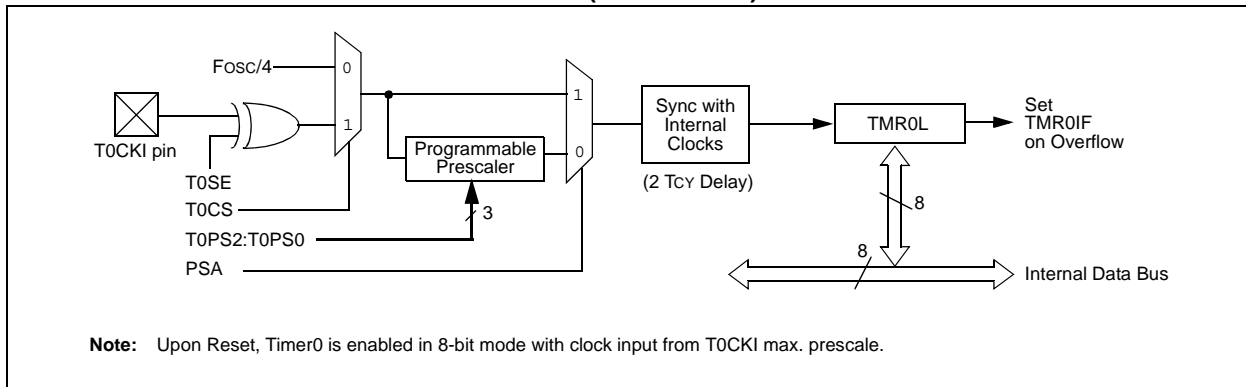 FOSC/4
0
1
T0CKI pin
T0SE
T0CS
T0PS2:T0PS0
PSA
Programmable
Prescaler
3
1
0
Sync with
Internal
Clocks
(2 TCY Delay)
TMR0L
Set
TMR0IF
on Overflow
8
8
Internal Data Bus
Note: Upon Reset, Timer0 is enabled in 8-bit mode with clock input from T0CKI max. prescale.